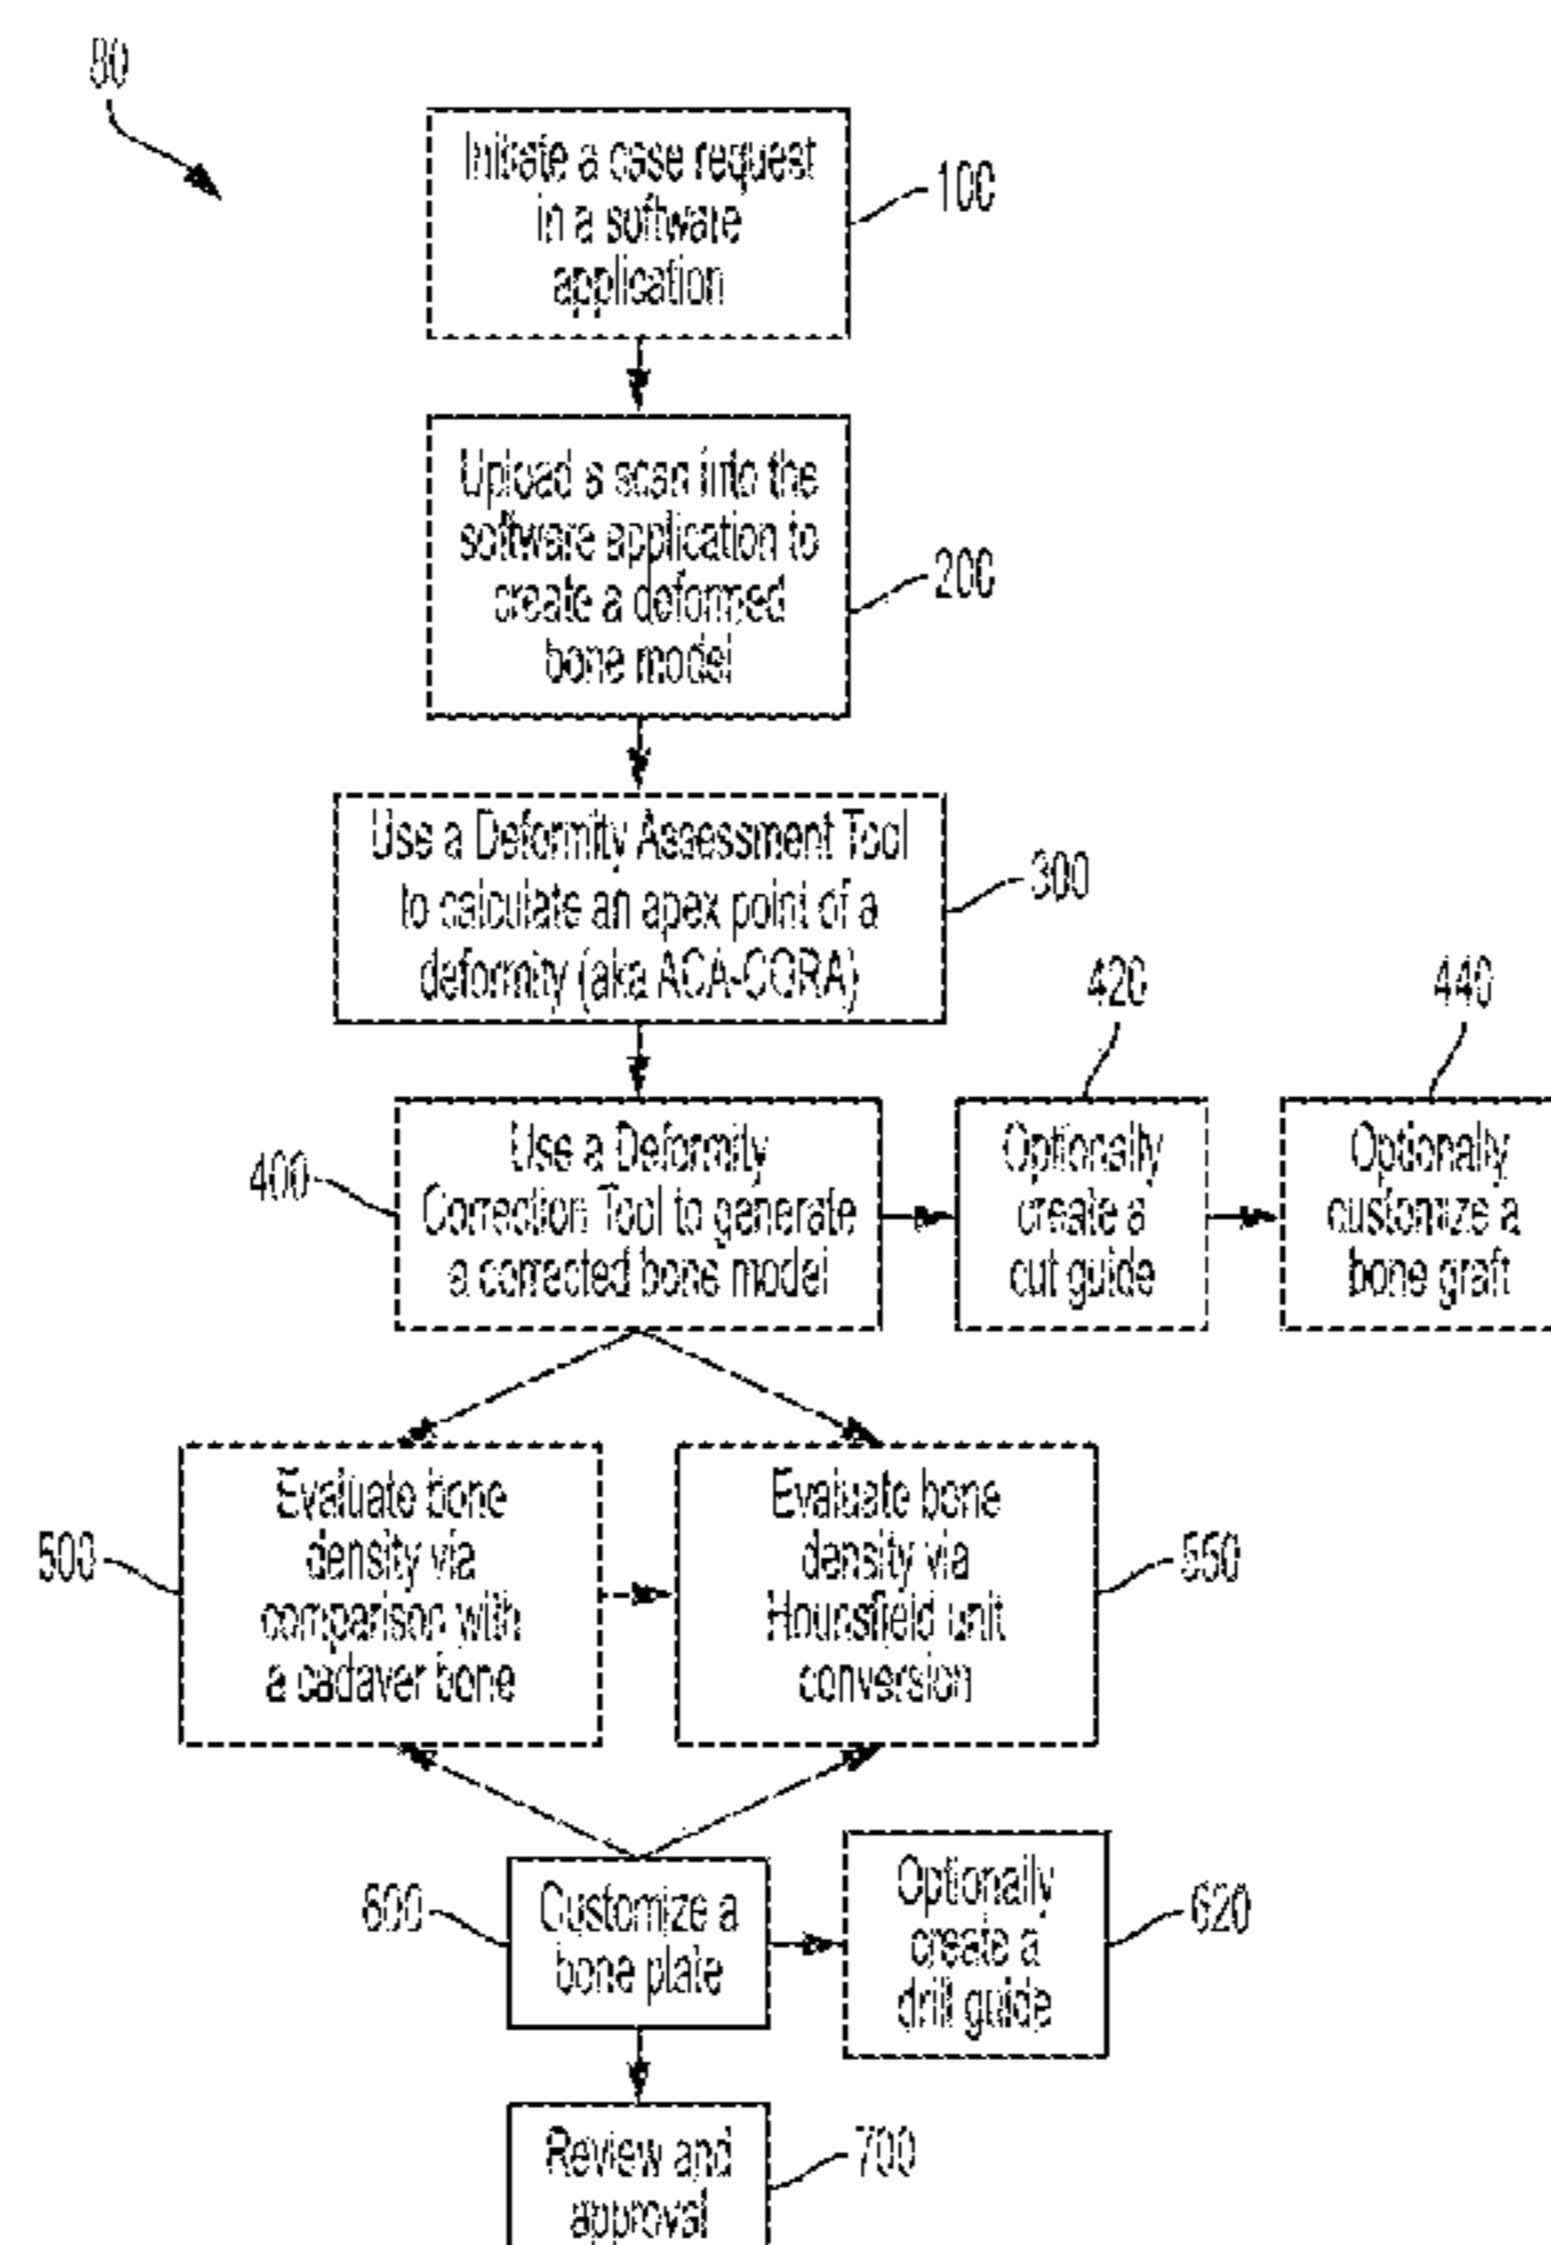 80
Initiate a case request
in a software
application
100
Upload a scan into the
software application to
create a deformed
bone model
200
Use a Deformity Assessment Tool
to calculate an apex point of a
deformity (aka ACA-CORA)
300
420
440
400
Use a Deformity
Correction Tool to generate
a corrected bone model
Optionally
create a
cut guide
Optionally
customize a
bone graft
500
Evaluate bone
density via
comparison with
a cadaver bone
Evaluate bone
density via
Hounsfield unit
conversion
550
600
Customize a
bone plate
Optionally
create a
drill guide
620
Review and
approval
700